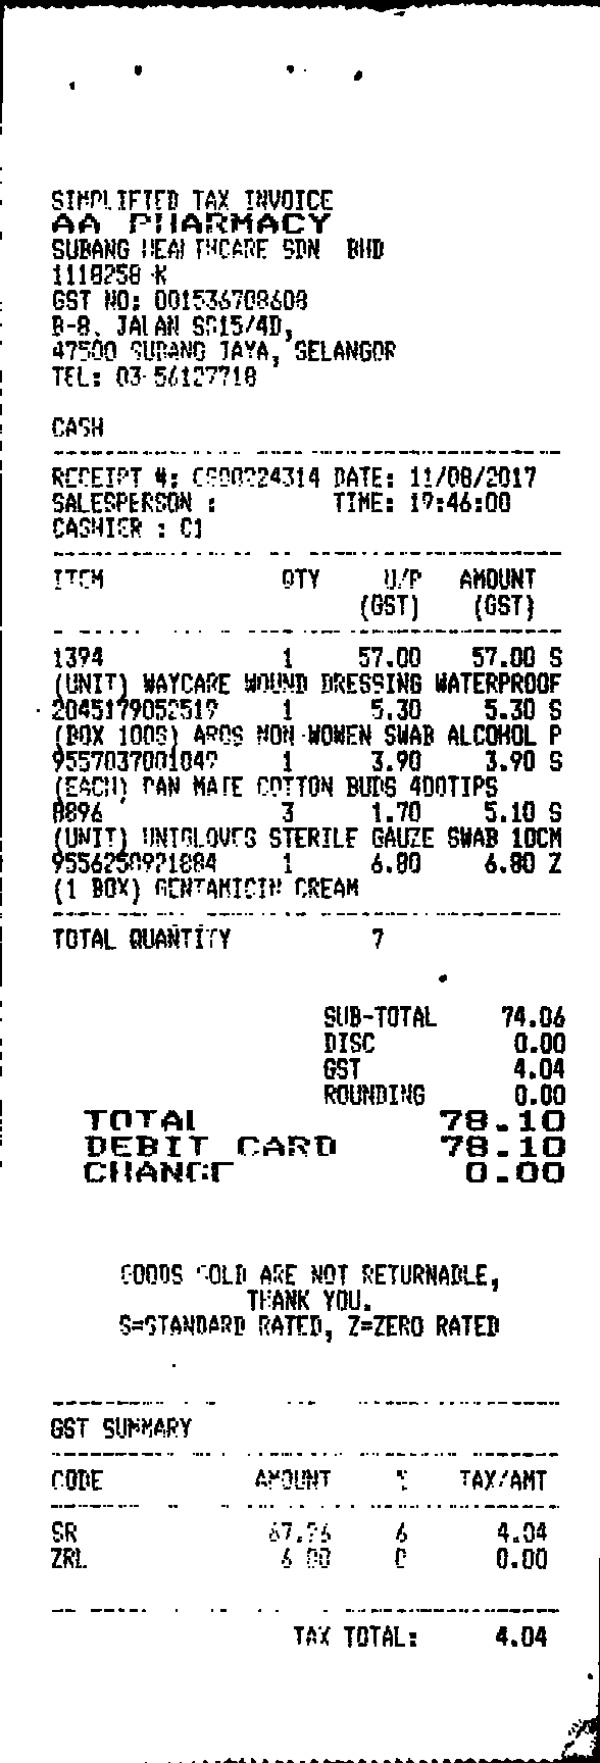 SIMPLIFIED TAX INVOICE
AA PHARMACY
SUBANG HEALTHCARE SDN BHD
1118258-K
GST NO: 001536708608
B-8, JALAN SS15/4D,
47500 SUBANG JAYA, SELANGOR
TEL: 03-56127718
CASH
RECEIPT #: CS00224314 DATE: 11/08/2017
SALESPERSON : TIME: 19:46:00
CASHIER : C1
ITEM QTY U/P AMOUNT
(GST) (GST)
1394 1 57.00 57.00 S
(UNIT) WAYCARE WOUND DRESSING WATERPROOF
2045179052519 1 5.30 5.30 S
(BOX 100S) AROS NON-WOWEN SWAB ALCOHOL P
9557037001049 1 3.90 3.90 S
(EACH) PAN MATE COTTON BUDS 400TIPS
8896 3 1.70 5.10 S
(UNIT) UNIGLOVES STERILE GAUZE SWAB 10CM
9556250921884 1 6.80 6.80 Z
(1 BOX) GENTAMICIN CREAM
TOTAL QUANTITY 7
SUB-TOTAL 74.06
DISC 0.00
GST 4.04
ROUNDING 0.00
TOTAL 78.10
DEBIT CARD 78.10
CHANGE 0.00
GOODS SOLD ARE NOT RETURNABLE,
THANK YOU.
S=STANDARD RATED, Z=ZERO RATED
GST SUMMARY
CODE AMOUNT % TAX/AMT
SR 67.26 6 4.04
ZRL 6.80 0 0.00
TAX TOTAL: 4.04